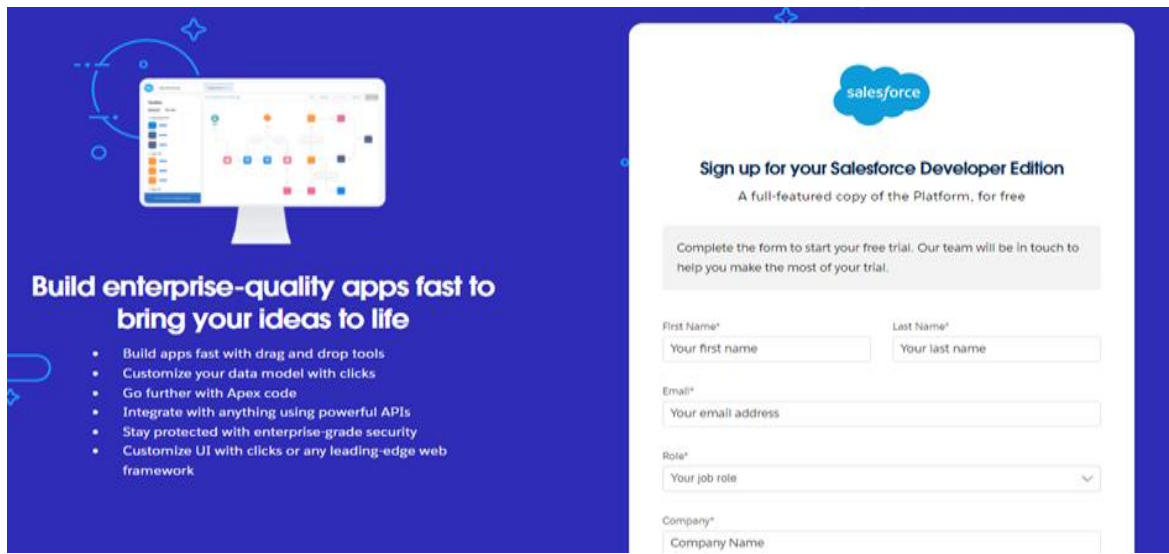 Build enterprise-quality apps fast to
bring your ideas to life
Build apps fast with drag and drop tools
Customize your data model with clicks
Go further with Apex code
Integrate with anything using powerful APIs
Stay protected with enterprise-grade security
Customize UI with clicks or any leading-edge web
framework
salesforce
Sign up for your Salesforce Developer Edition
A full-featured copy of the Platform, for free
Complete the form to start your free trial. Our team will be in touch to
help you make the most of your trial.
First Name* Last Name*
Your first name Your last name
Email*
Your email address
Role*
Your job role
Company*
Company Name